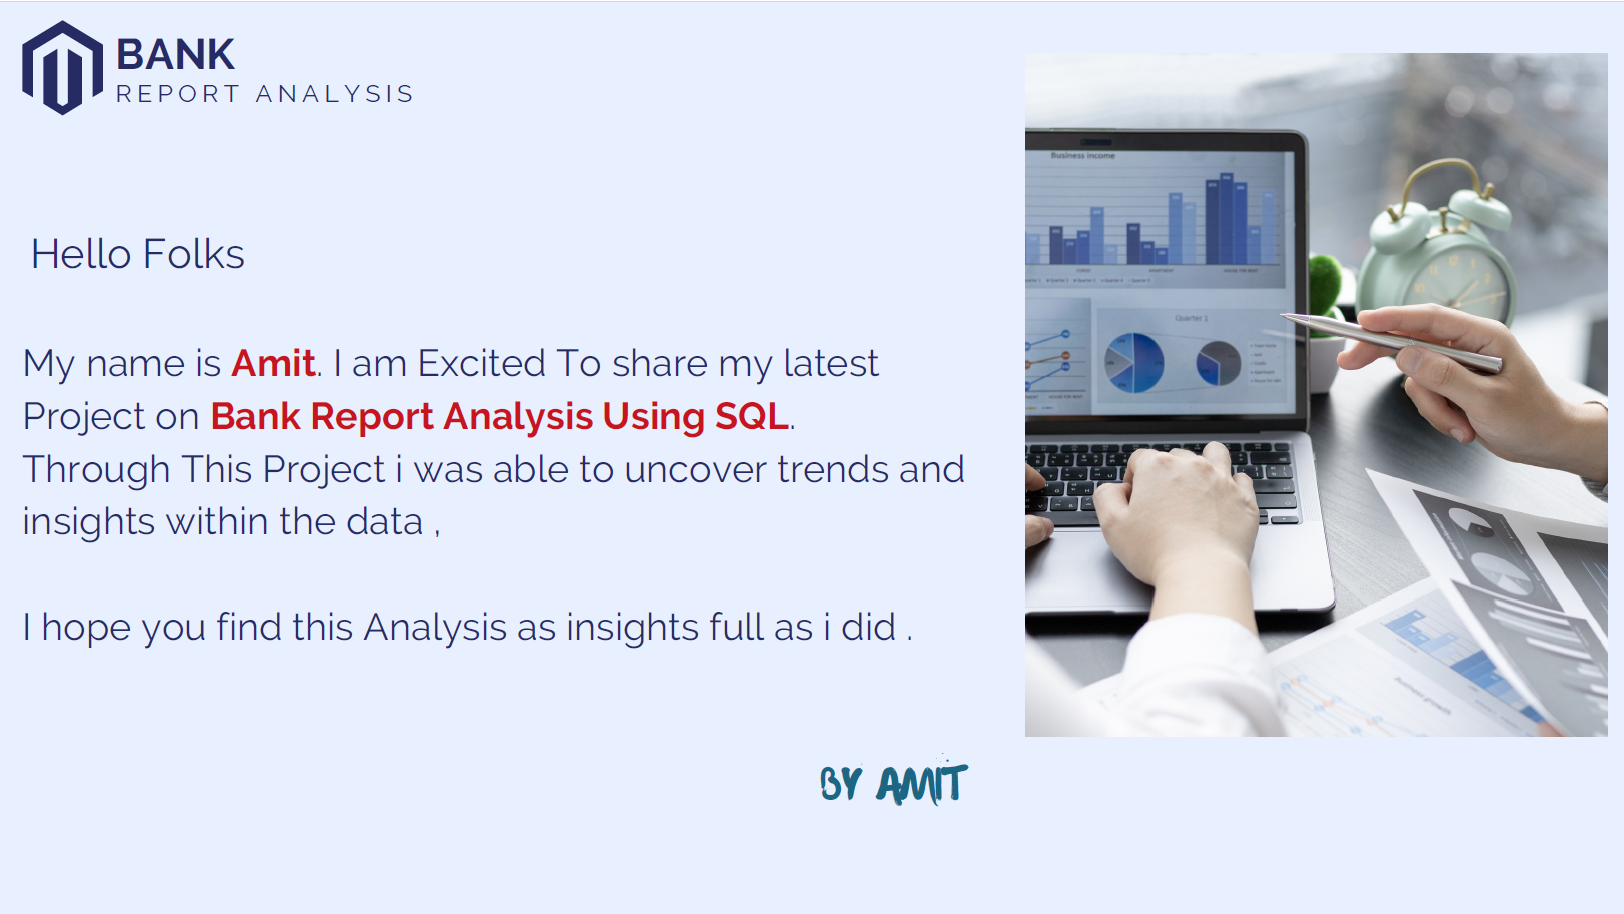 BANK
REPORT ANALYSIS
Hello Folks
My name is Amit. I am Excited To share my latest
Project on Bank Report Analysis Using SQL.
Through This Project i was able to uncover trends and
insights within the data ,
I hope you find this Analysis as insights full as i did .
BY AMIT
Business income
Quarter 1
Business growth